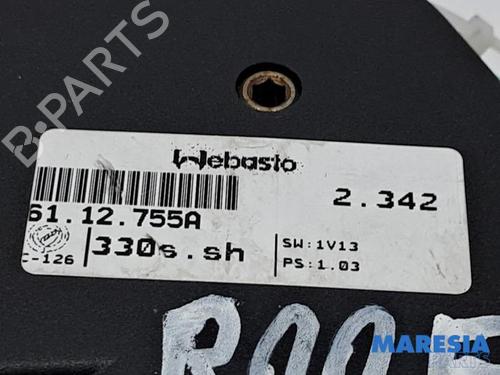 B-PARTS
Webasto
2.342
61.12.755A
330s.sh
SW:1V13
PS:1.03
C-126
ROOF
MARESIA